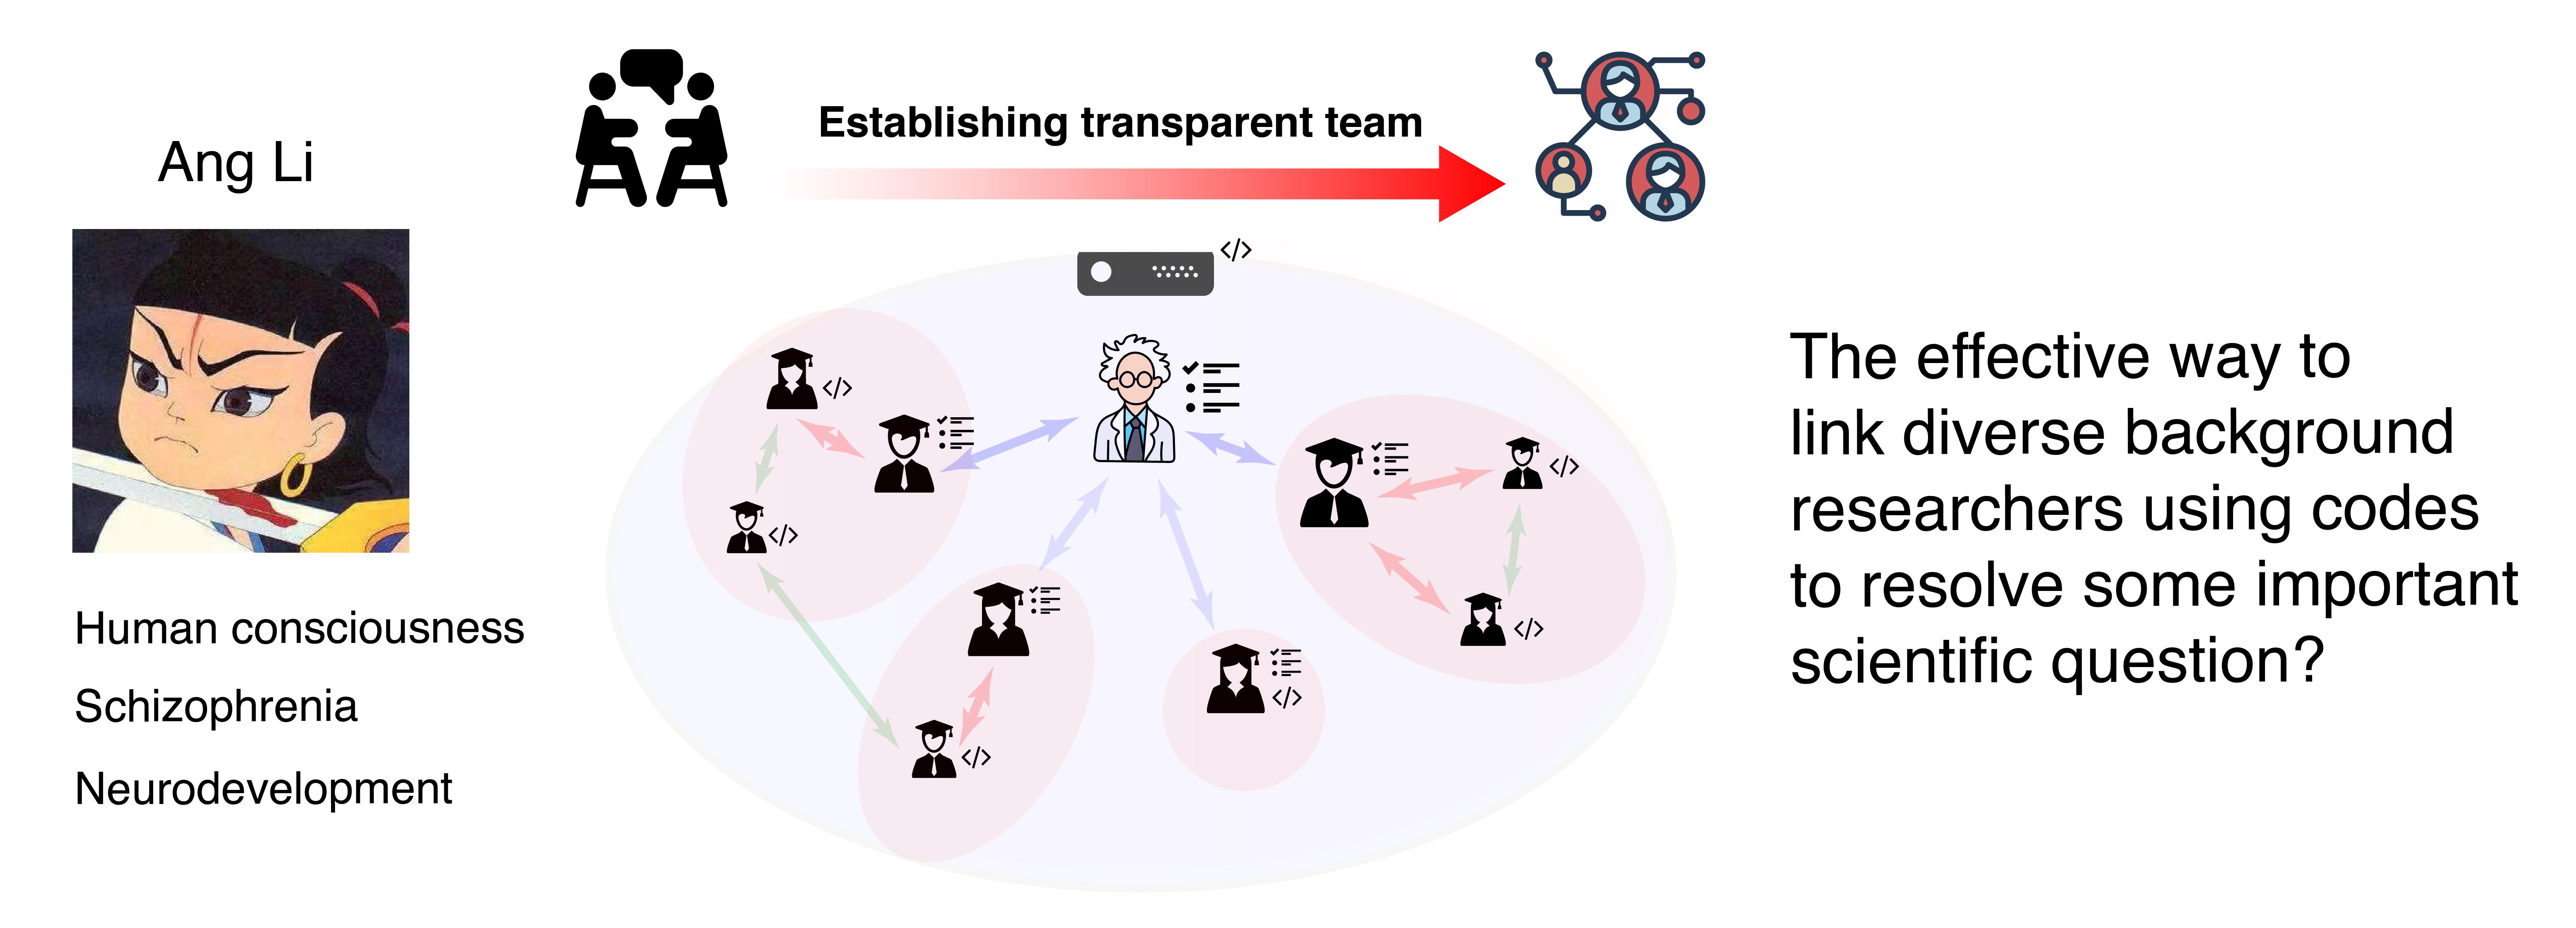 Ang Li
Human consciousness
Schizophrenia
Neurodevelopment
Establishing transparent team
</>
</>
</>
</>
</>
</>
</>
The effective way to
link diverse background
researchers using codes
to resolve some important
scientific question?